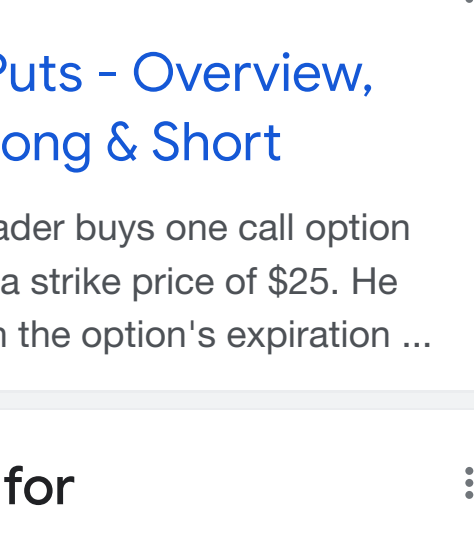 Puts - Overview,
ong & Short
ader buys one call option
a strike price of $25. He
n the option's expiration ...
for